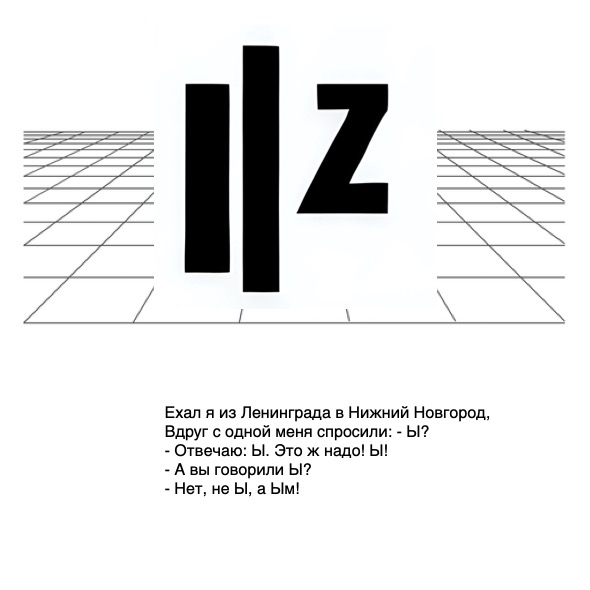 z
Ехал я из Ленинграда в Нижний Новгород,
Вдруг с одной меня спросили: - Ы?
- Отвечаю: Ы. Это ж надо! Ы!
- А вы говорили Ы?
- Нет, не Ы, а Ым!